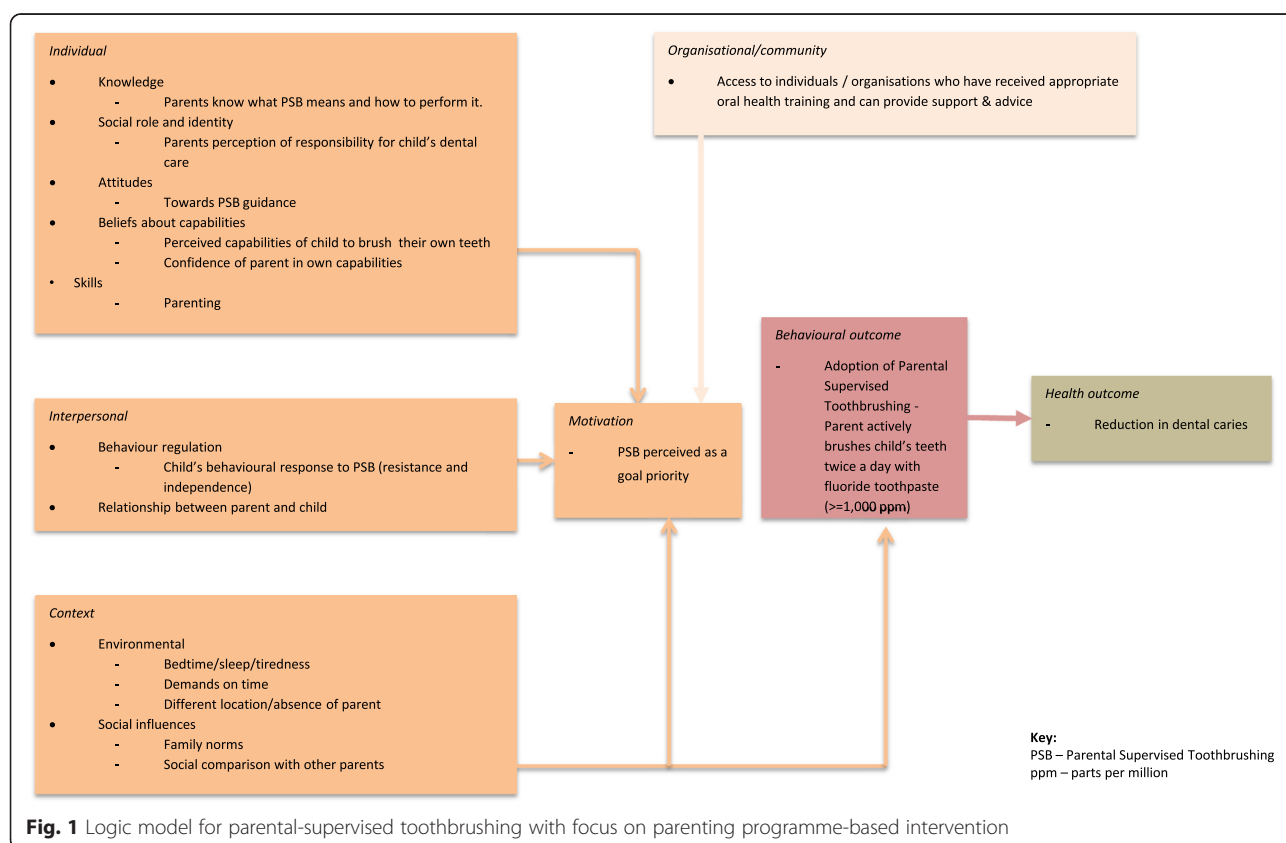 Individual
• Knowledge
- Parents know what PSB means and how to perform it.
• Social role and identity
- Parents perception of responsibility for child's dental
care
• Attitudes
- Towards PSB guidance
• Beliefs about capabilities
- Perceived capabilities of child to brush their own teeth
- Confidence of parent in own capabilities
• Skills
- Parenting
Organisational/community
• Access to individuals / organisations who have received appropriate
oral health training and can provide support & advice
Interpersonal
• Behaviour regulation
- Child's behavioural response to PSB (resistance and
independence)
• Relationship between parent and child
Motivation
- PSB perceived as a
goal priority
Behavioural outcome
- Adoption of Parental
Supervised
Toothbrushing -
Parent actively
brushes child's teeth
twice a day with
fluoride toothpaste
(>=1,000 ppm)
Health outcome
- Reduction in dental caries
Context
• Environmental
- Bedtime/sleep/tiredness
- Demands on time
- Different location/absence of parent
• Social influences
- Family norms
- Social comparison with other parents
Key:
PSB – Parental Supervised Toothbrushing
ppm – parts per million
Fig. 1 Logic model for parental-supervised toothbrushing with focus on parenting programme-based intervention